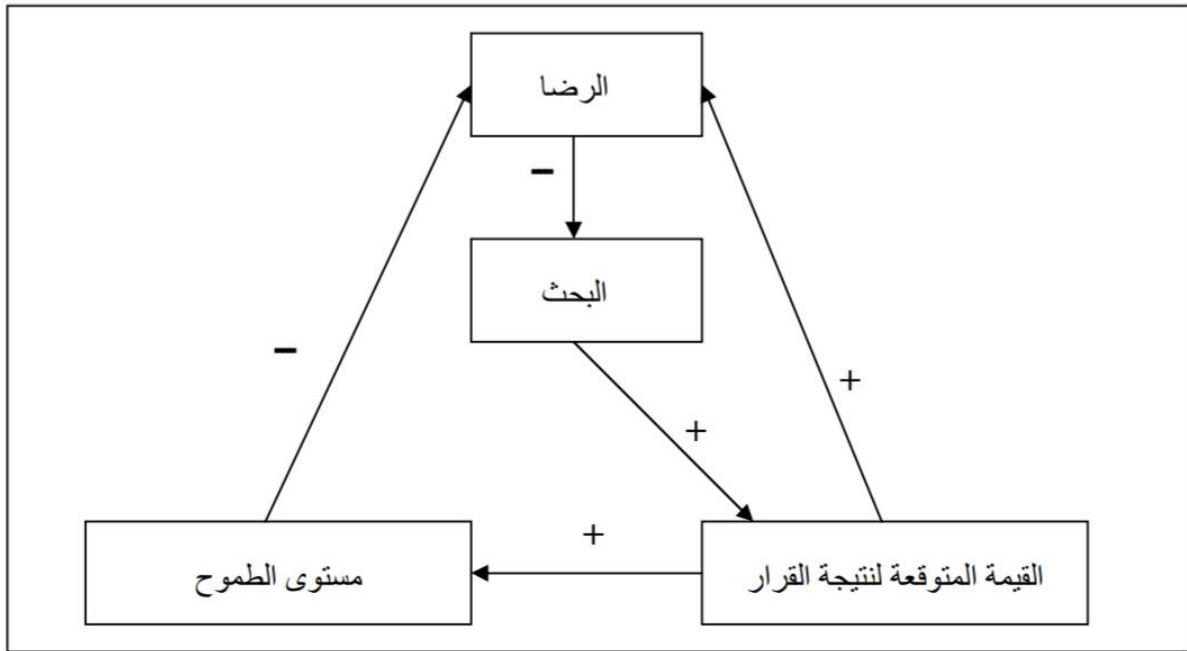 الرضا
−
البحث
−
+
+
+
مستوى الطموح
القيمة المتوقعة لنتيجة القرار